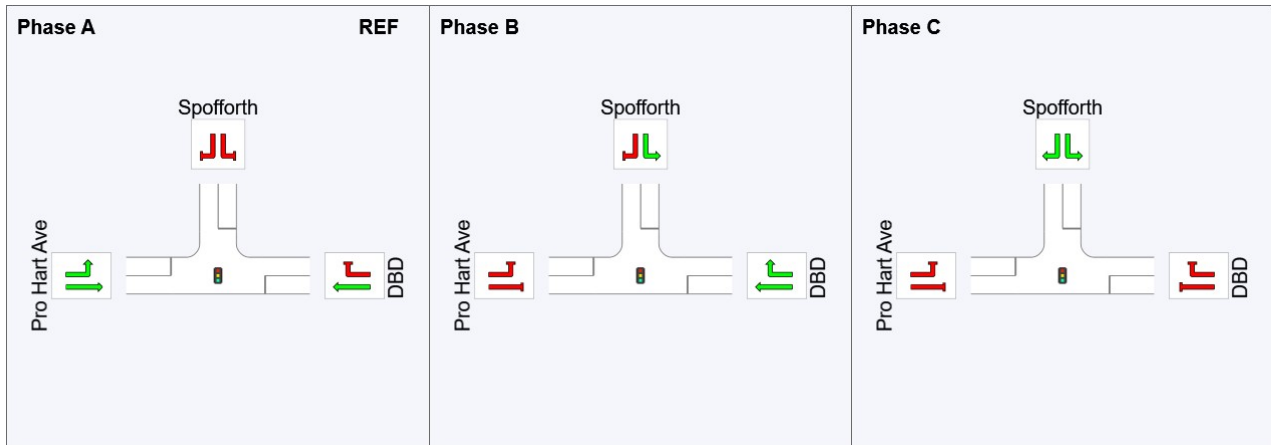 Phase A REF
Spofforth
Pro Hart Ave
DBD
Phase B
Spofforth
Pro Hart Ave
DBD
Phase C
Spofforth
Pro Hart Ave
DBD